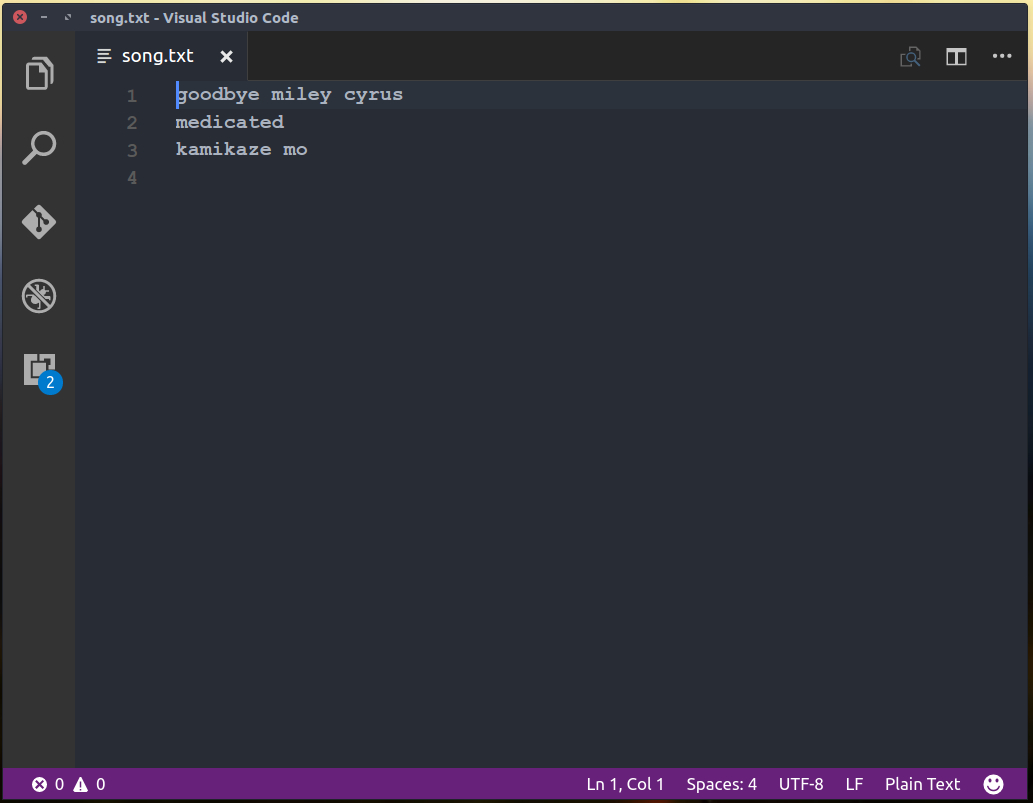 song.txt - Visual Studio Code
song.txt
1 goodbye miley cyrus
2 medicated
3 kamikaze mo
4
2
0 0 Ln 1, Col 1 Spaces: 4 UTF-8 LF Plain Text